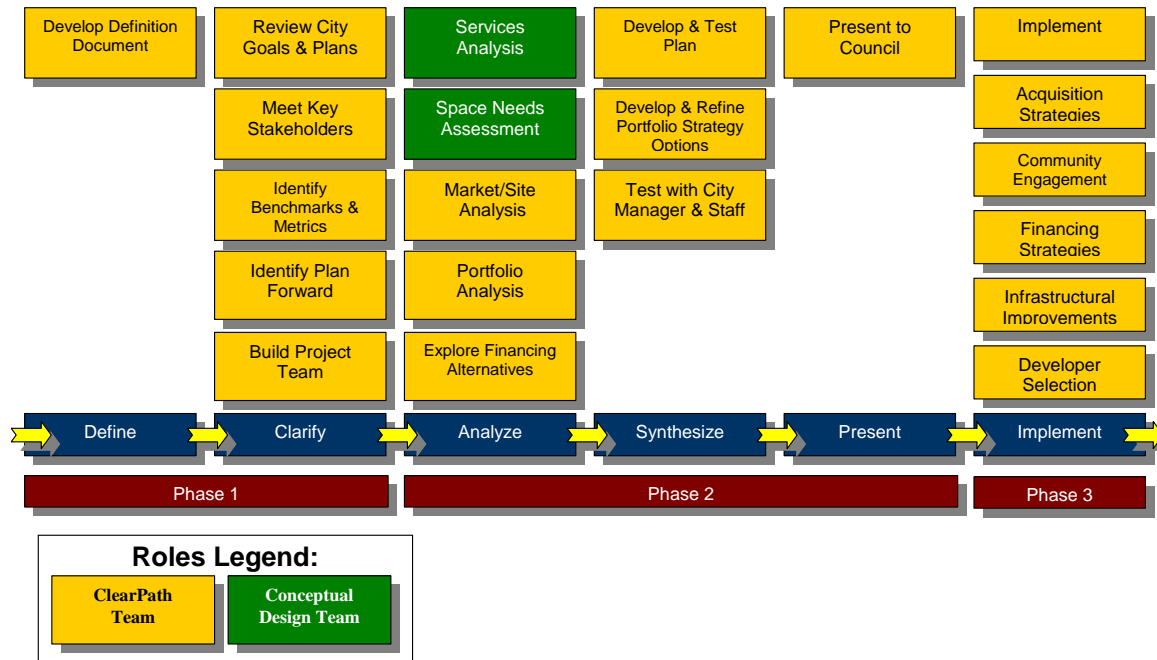 Develop Definition
Document
Review City
Goals & Plans
Services
Analysis
Develop & Test
Plan
Present to
Council
Implement
Meet Key
Stakeholders
Space Needs
Assessment
Develop & Refine
Portfolio Strategy
Options
Acquisition
Strategies
Identify
Benchmarks &
Metrics
Market/Site
Analysis
Test with City
Manager & Staff
Community
Engagement
Identify Plan
Forward
Portfolio
Analysis
Financing
Strategies
Infrastructural
Improvements
Build Project
Team
Explore Financing
Alternatives
Developer
Selection
Define
Clarify
Analyze
Synthesize
Present
Implement
Phase 1
Phase 2
Phase 3
Roles Legend:
ClearPath
Team
Conceptual
Design Team